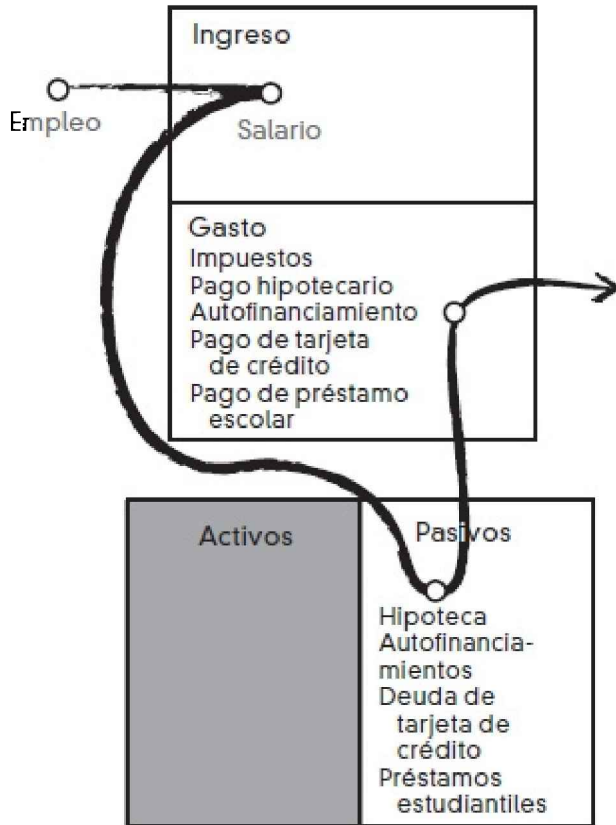 Ingreso
Empleo
Salario
Gasto
Impuestos
Pago hipotecario
Autofinanciamiento
Pago de tarjeta
de crédito
Pago de préstamo
escolar
Activos
Pasivos
Hipoteca
Autofinancia-
mientos
Deuda de
tarjeta de
crédito
Préstamos
estudiantiles